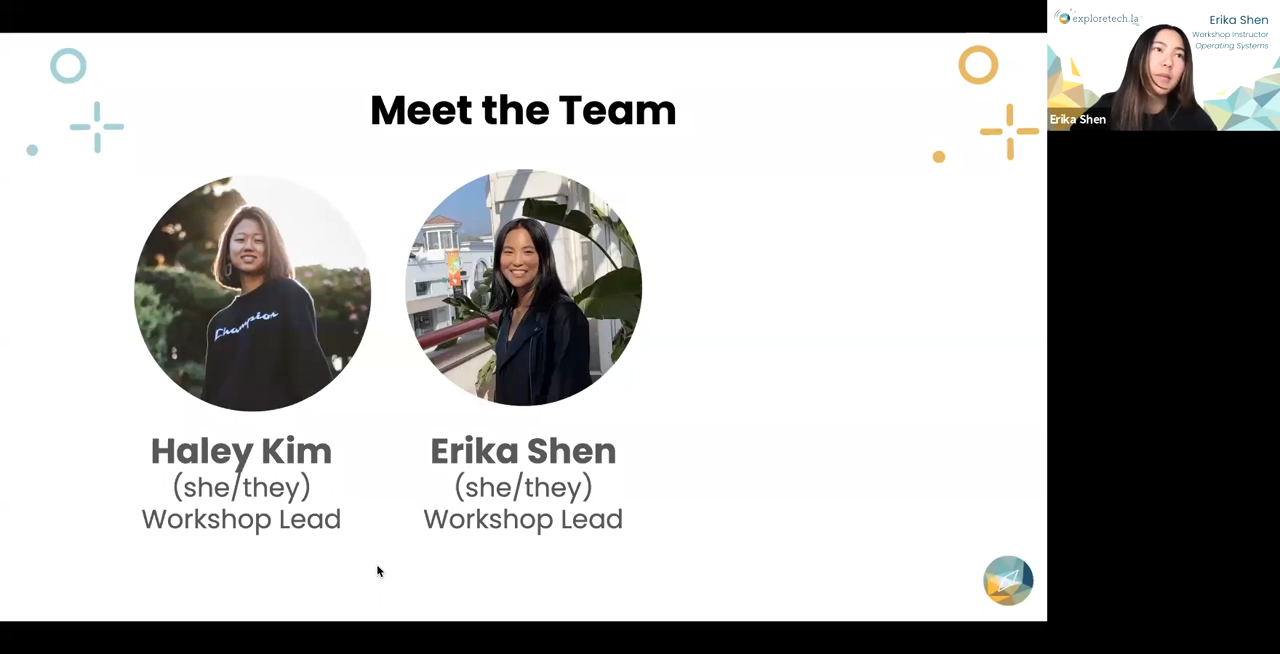 Meet the Team
Champion
Haley Kim
(she/they)
Workshop Lead
Erika Shen
(she/they)
Workshop Lead
exploretech.la
Erika Shen
Workshop Instructor
Operating Systems
Erika Shen